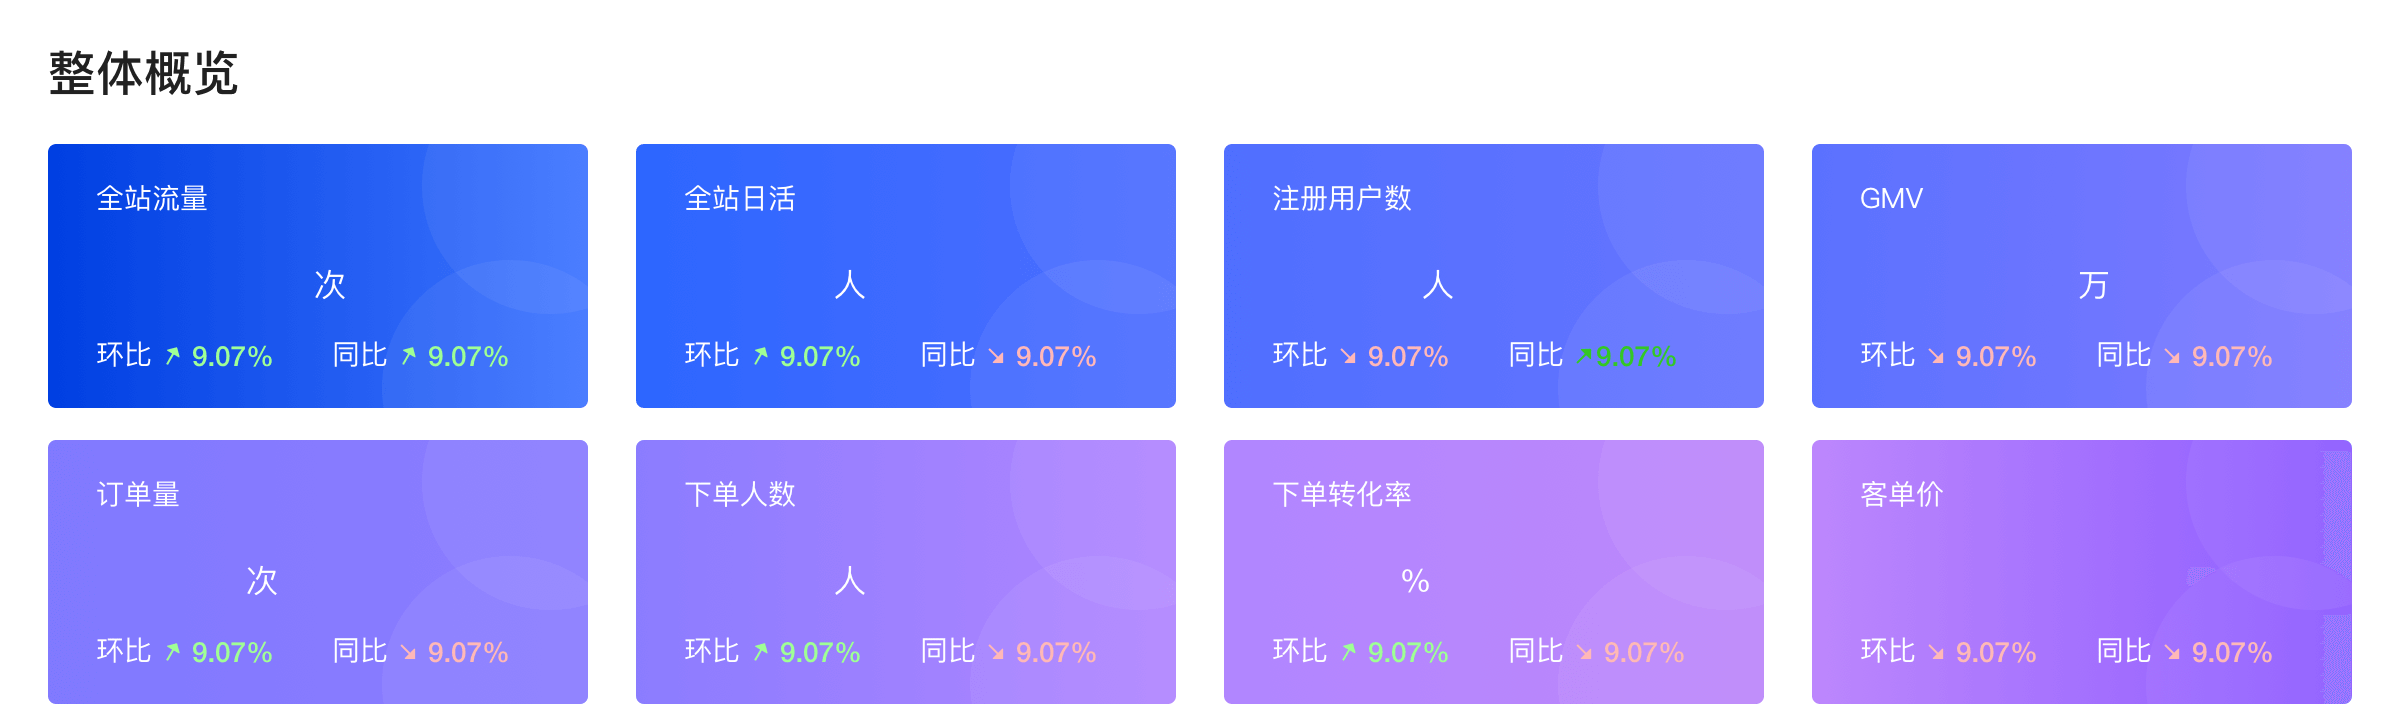 整体概览
全站流量
次
环比 9.07% 同比 9.07%
全站日活
人
环比 9.07% 同比 9.07%
注册用户数
人
环比 9.07% 同比 9.07%
GMV
万
环比 9.07% 同比 9.07%
订单量
次
环比 9.07% 同比 9.07%
下单人数
人
环比 9.07% 同比 9.07%
下单转化率
%
环比 9.07% 同比 9.07%
客单价
环比 9.07% 同比 9.07%